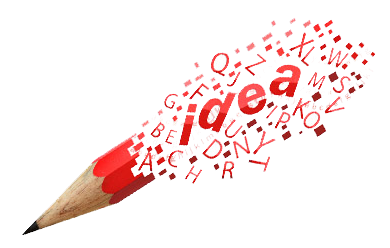 idea
Q Z X W
G F J M S
B E U I P K O V
A C H D N Y R T L